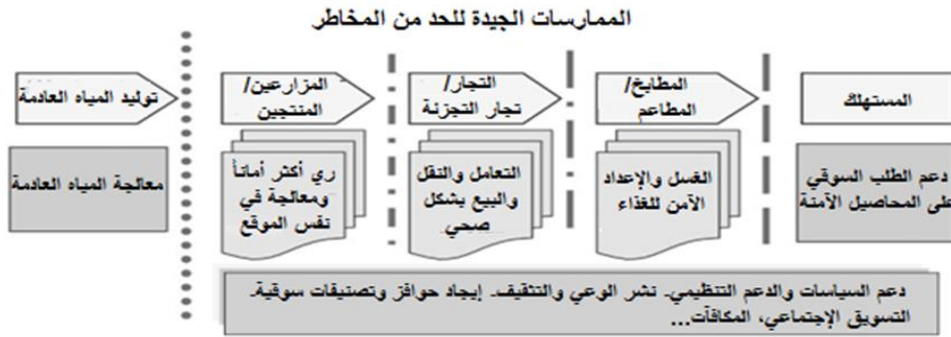 الممارسات الجيدة للحد من المخاطر
توليد المياه العادمة
المزارعين/
المنتجين
التجار/
تجار التجزئة
المطابخ/
المطاعم
المستهلك
معالجة المياه العادمة
ري أكثر أماناً
ومعالجة في
نفس الموقع
التعامل والنقل
والبيع بشكل
صحي
الغسل والإعداد
الآمن للغذاء
دعم الطلب السوقي
على المحاصيل الآمنة
دعم السياسات والدعم التنظيمي۔ نشر الوعي والتثقيف۔ إيجاد حوافز وتصنيفات سوقية۔
التسويق الإجتماعي، المكافآت...